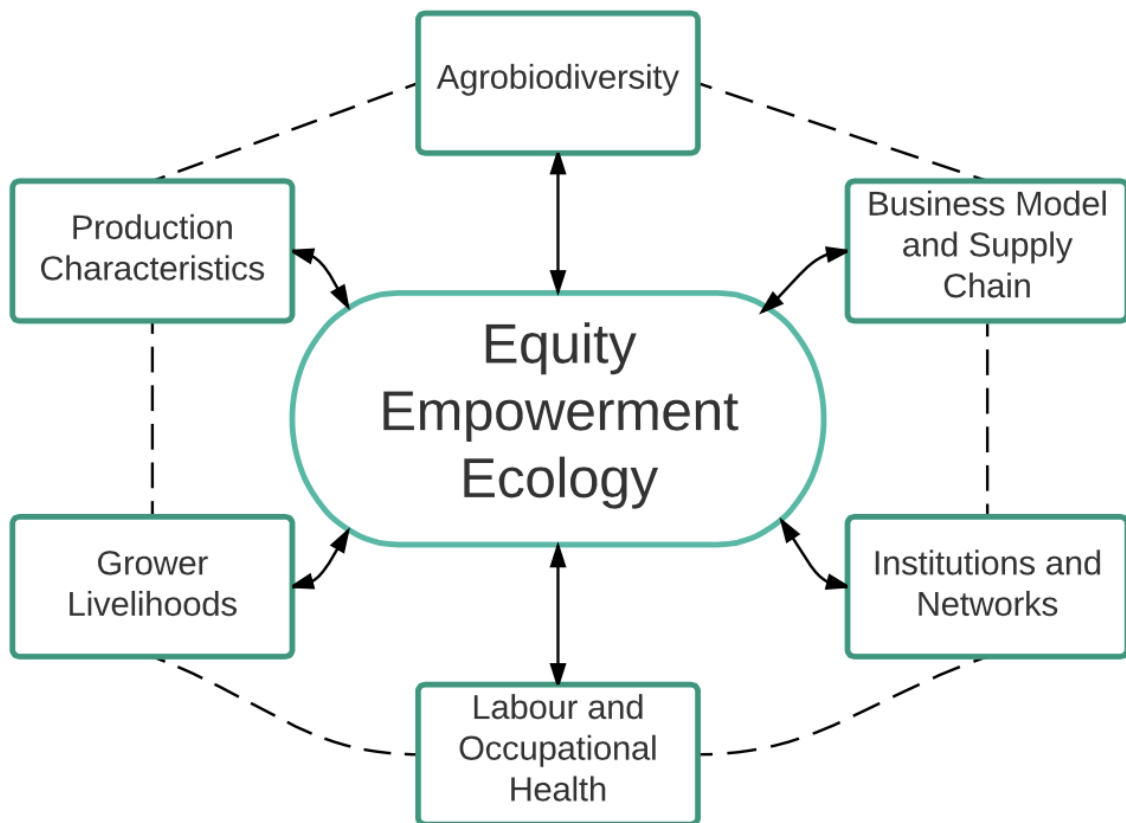 Agrobiodiversity
Production
Characteristics
Business Model
and Supply
Chain
Equity
Empowerment
Ecology
Grower
Livelihoods
Institutions and
Networks
Labour and
Occupational
Health